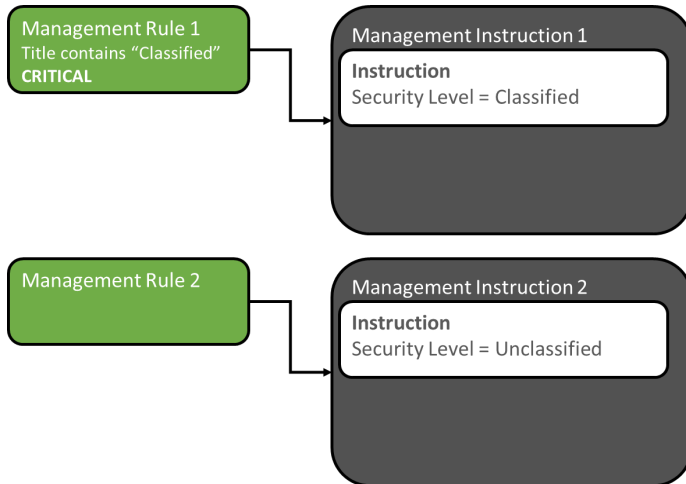 Management Rule 1
Title contains “Classified”
CRITICAL
Management Instruction 1
Instruction
Security Level = Classified
Management Rule 2
Management Instruction 2
Instruction
Security Level = Unclassified